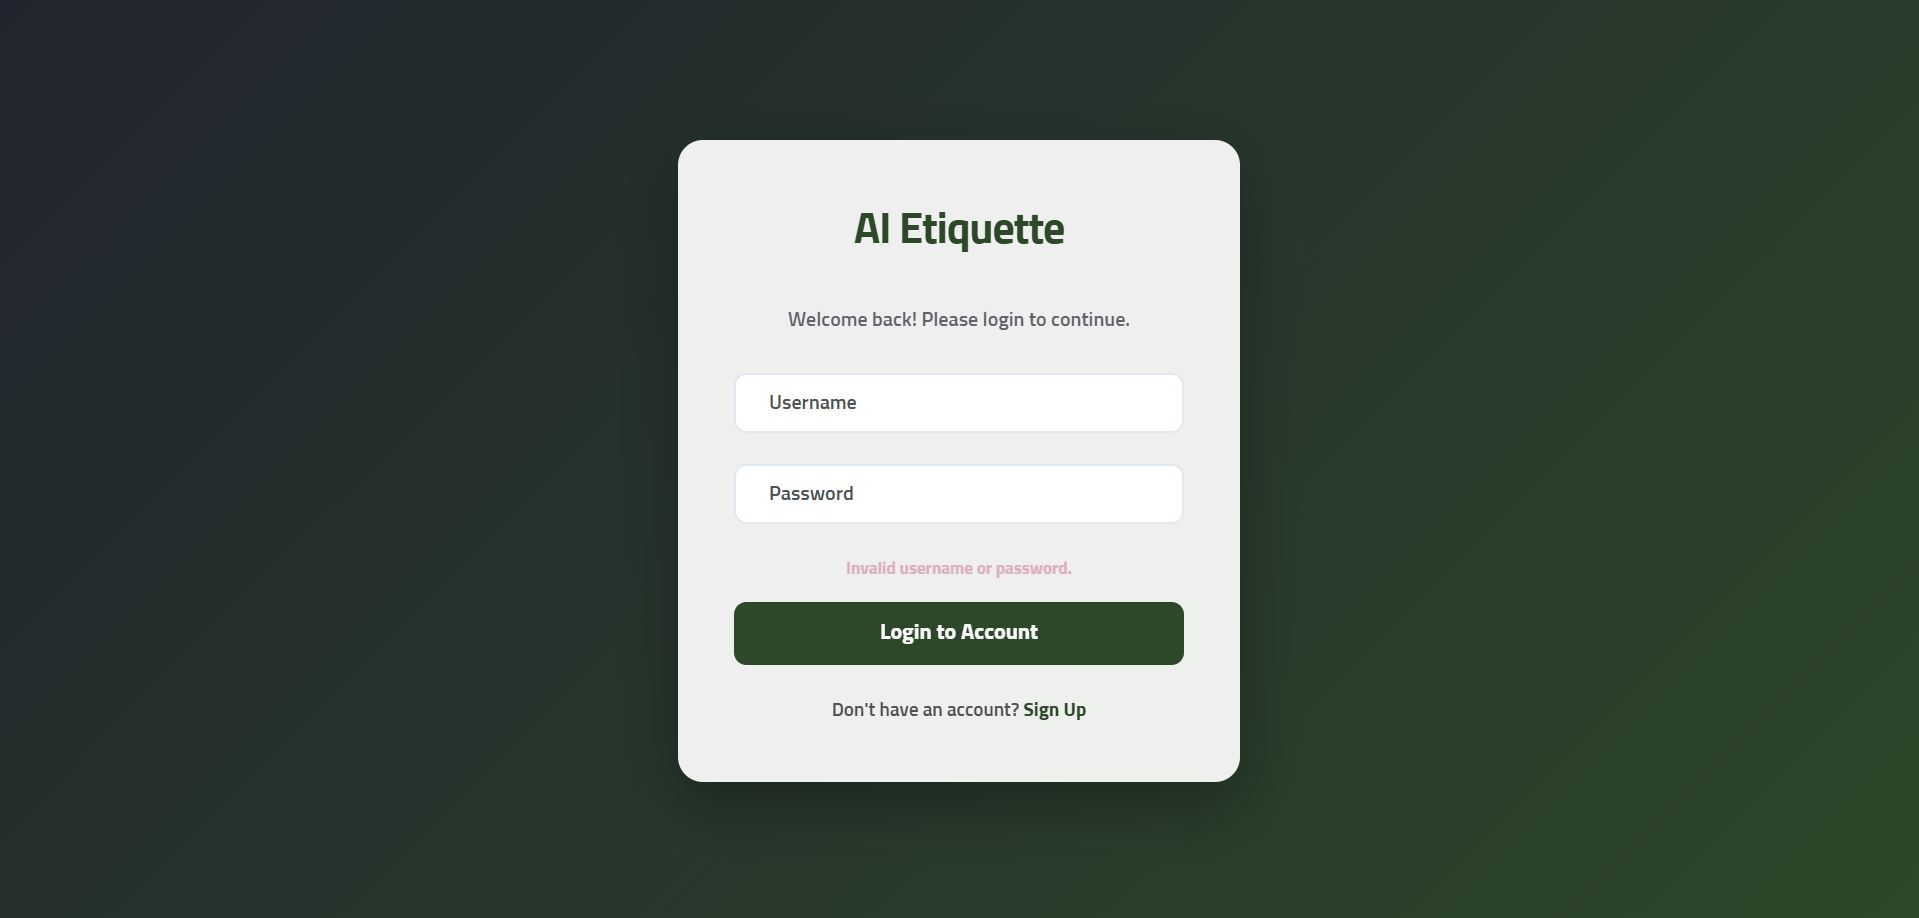 AI Etiquette
Welcome back! Please login to continue.
Username
Password
Invalid username or password.
Login to Account
Don't have an account? Sign Up